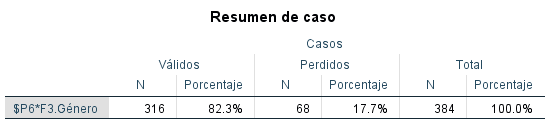 Resumen de caso
Casos
Válidos Perdidos Total
N Porcentaje N Porcentaje N Porcentaje
$P6*F3.Género 316 82.3% 68 17.7% 384 100.0%